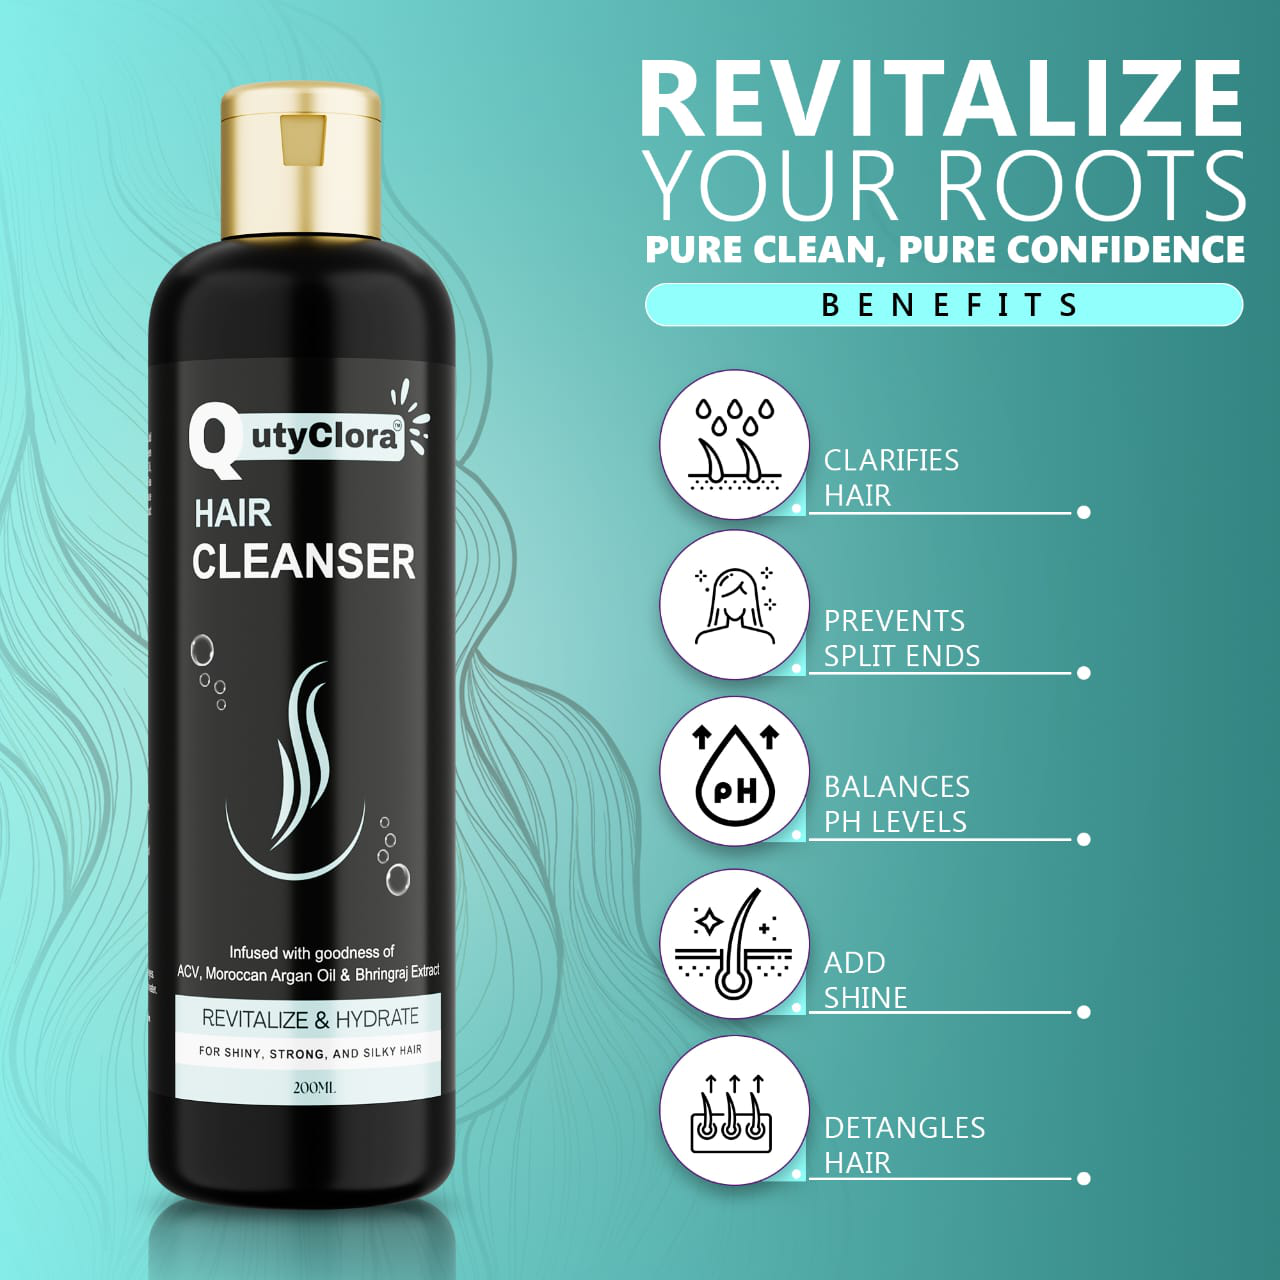 REVITALIZE
YOUR ROOTS
PURE CLEAN, PURE CONFIDENCE
BENEFITS
QutyClora™
HAIR
CLEANSER
Infused with goodness of
ACV, Moroccan Argan Oil & Bhringraj Extract
REVITALIZE & HYDRATE
FOR SHINY, STRONG, AND SILKY HAIR
200ML
CLARIFIES
HAIR
PREVENTS
SPLIT ENDS
pH
BALANCES
PH LEVELS
ADD
SHINE
DETANGLES
HAIR